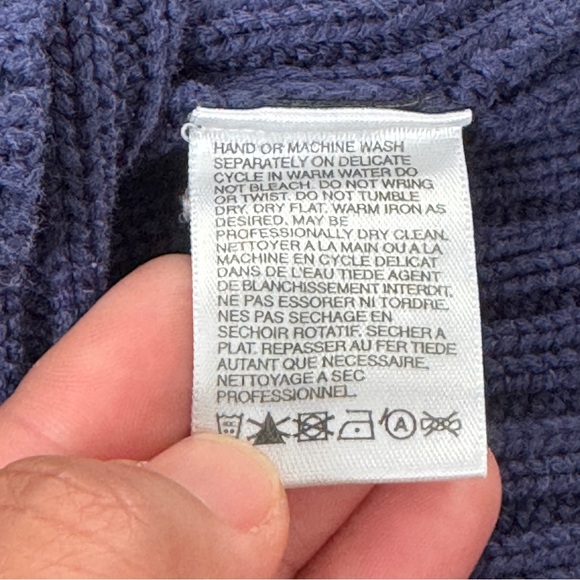 HAND OR MACHINE WASH
SEPARATELY ON DELICATE
CYCLE IN WARM WATER DO
NOT BLEACH. DO NOT WRING
OR TWIST. DO NOT TUMBLE
DRY. DRY FLAT. WARM IRON AS
DESIRED. MAY BE
PROFESSIONALLY DRY CLEAN.
NETTOYER A LA MAIN OU A LA
MACHINE EN CYCLE DELICAT
DANS DE L'EAU TIEDE AGENT
DE BLANCHISSEMENT INTERDIT.
NE PAS ESSORER NI TORDRE.
NES PAS SECHAGE EN
SECHOIR ROTATIF. SECHER A
PLAT. REPASSER AU FER TIEDE
AUTANT QUE NECESSAIRE.
NETTOYAGE A SEC
PROFESSIONNEL.
A